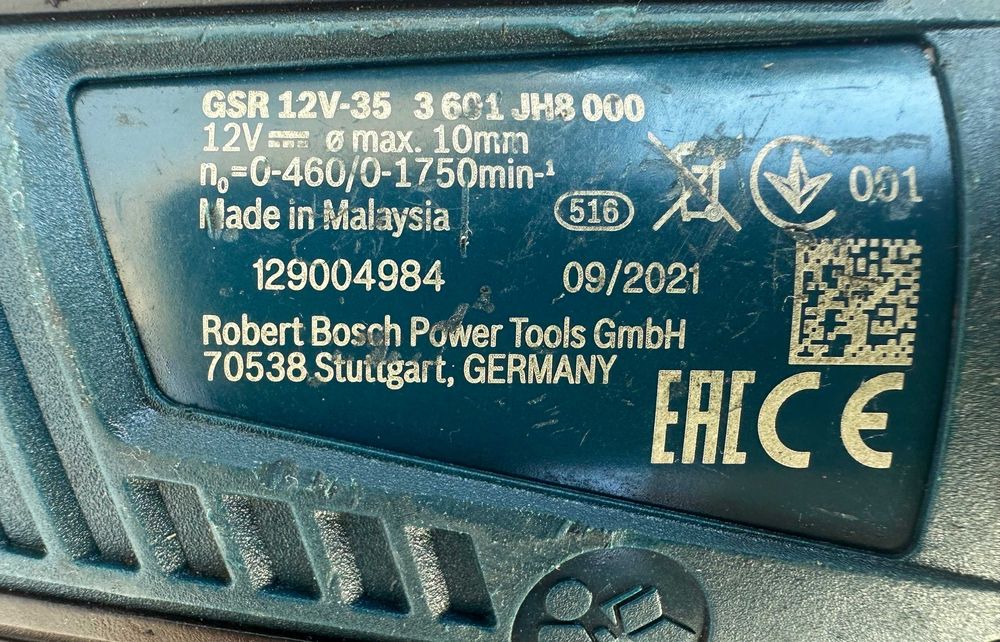 GSR 12V-35 3 601 JH8 000
12V ⎓ ø max. 10mm
n₀=0-460/0-1750min-¹
Made in Malaysia
516
001
129004984 09/2021
Robert Bosch Power Tools GmbH
70538 Stuttgart, GERMANY
EAC CE